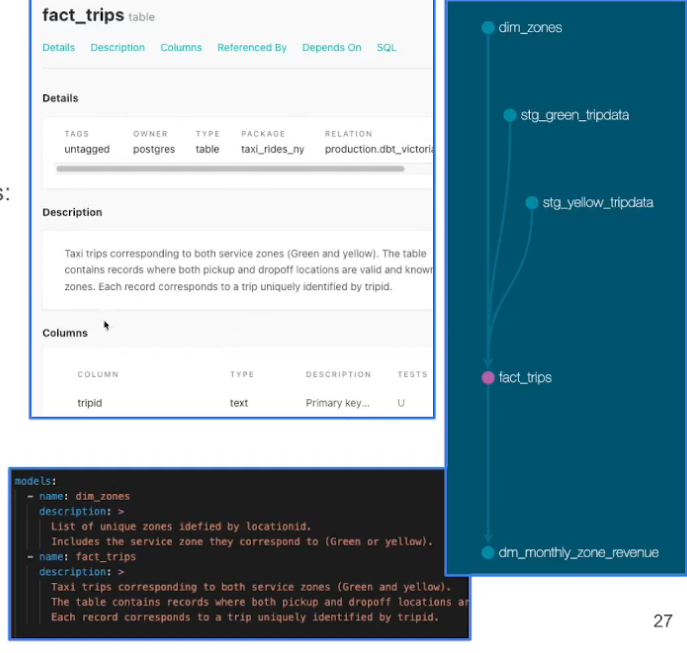 s:
fact_trips table
Details Description Columns Referenced By Depends On SQL
Details
TAGS OWNER TYPE PACKAGE RELATION
untagged postgres table taxi_rides_ny production.dbt_victoria
Description
Taxi trips corresponding to both service zones (Green and yellow). The table
contains records where both pickup and dropoff locations are valid and known
zones. Each record corresponds to a trip uniquely identified by tripid.
Columns
COLUMN TYPE DESCRIPTION TESTS
tripid text Primary key... U
dim_zones
stg_green_tripdata
stg_yellow_tripdata
fact_trips
dm_monthly_zone_revenue
models:
- name: dim_zones
description: >
List of unique zones idefied by locationid.
Includes the service zone they correspond to (Green or yellow).
- name: fact_trips
description: >
Taxi trips corresponding to both service zones (Green and yellow).
The table contains records where both pickup and dropoff locations ar
Each record corresponds to a trip uniquely identified by tripid.
27